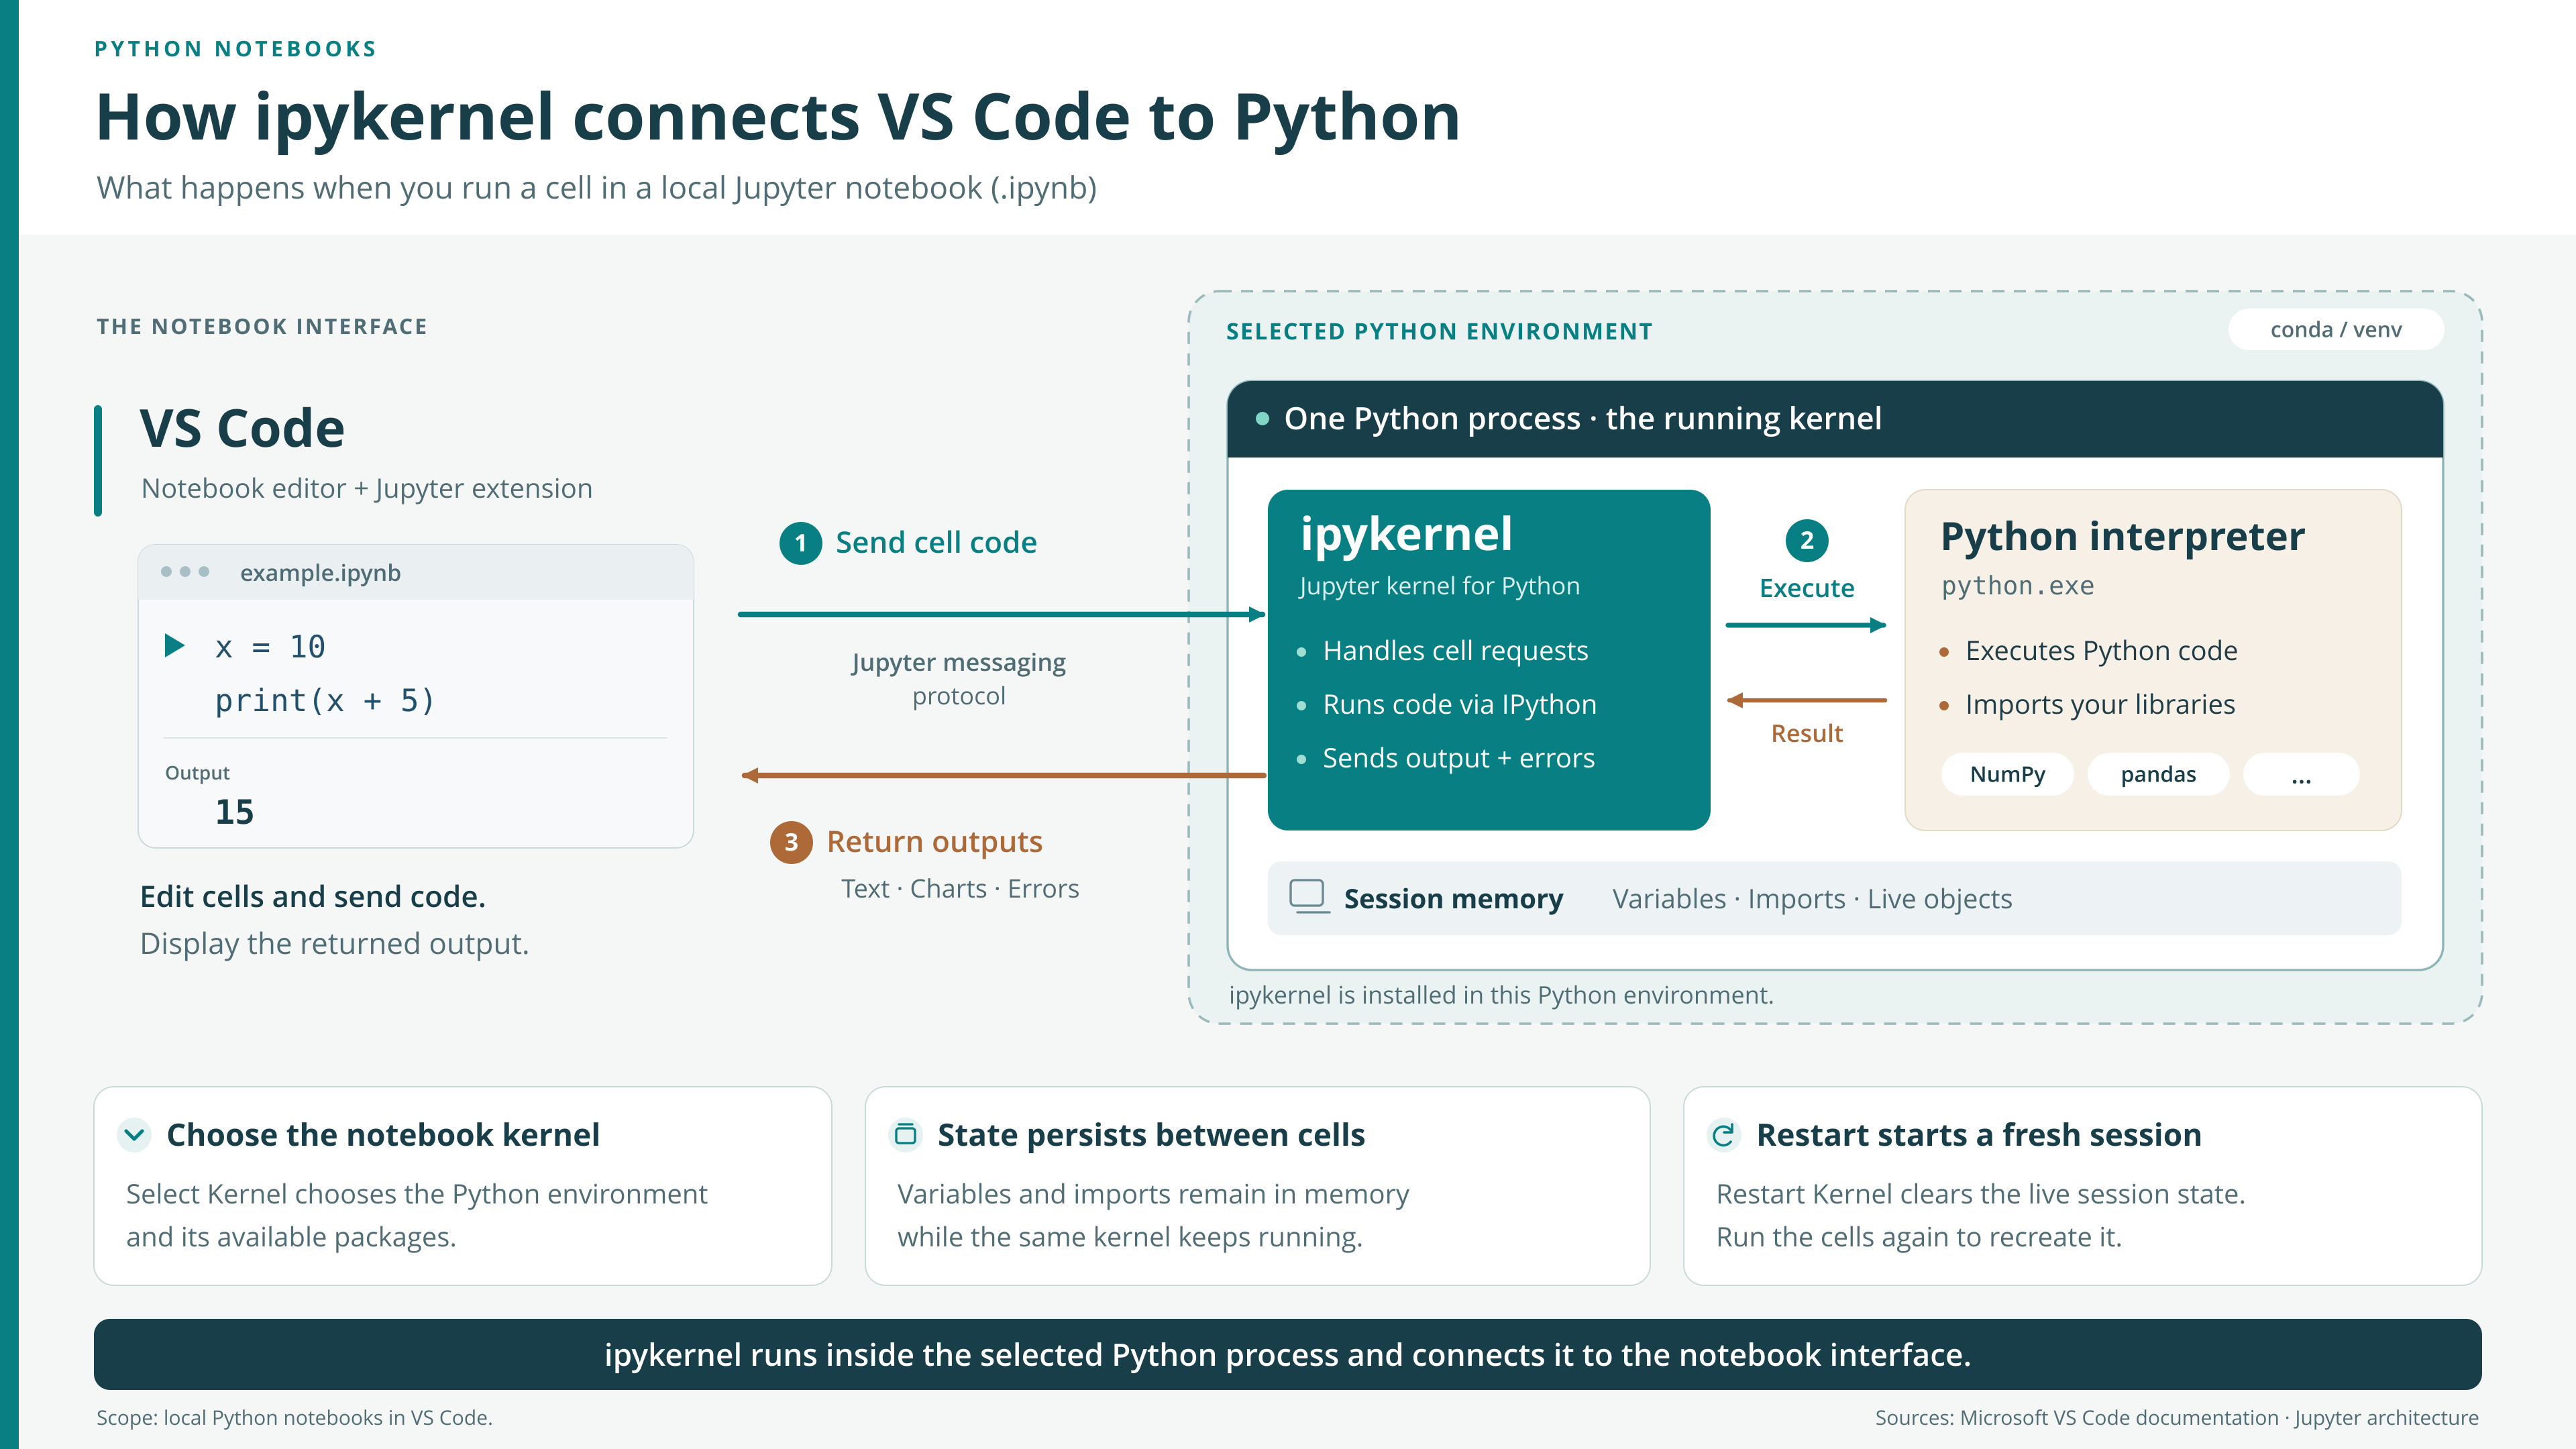 PYTHON NOTEBOOKS
How ipykernel connects VS Code to Python
What happens when you run a cell in a local Jupyter notebook (.ipynb)
THE NOTEBOOK INTERFACE
VS Code
Notebook editor + Jupyter extension
example.ipynb
x = 10
print(x + 5)
Output
15
Edit cells and send code.
Display the returned output.
1 Send cell code
Jupyter messaging
protocol
3 Return outputs
Text · Charts · Errors
SELECTED PYTHON ENVIRONMENT
conda / venv
One Python process · the running kernel
ipykernel
Jupyter kernel for Python
• Handles cell requests
• Runs code via IPython
• Sends output + errors
2
Execute
Result
Python interpreter
python.exe
• Executes Python code
• Imports your libraries
NumPy pandas ...
Session memory Variables · Imports · Live objects
ipykernel is installed in this Python environment.
Choose the notebook kernel
Select Kernel chooses the Python environment
and its available packages.
State persists between cells
Variables and imports remain in memory
while the same kernel keeps running.
Restart starts a fresh session
Restart Kernel clears the live session state.
Run the cells again to recreate it.
ipykernel runs inside the selected Python process and connects it to the notebook interface.
Scope: local Python notebooks in VS Code.
Sources: Microsoft VS Code documentation · Jupyter architecture